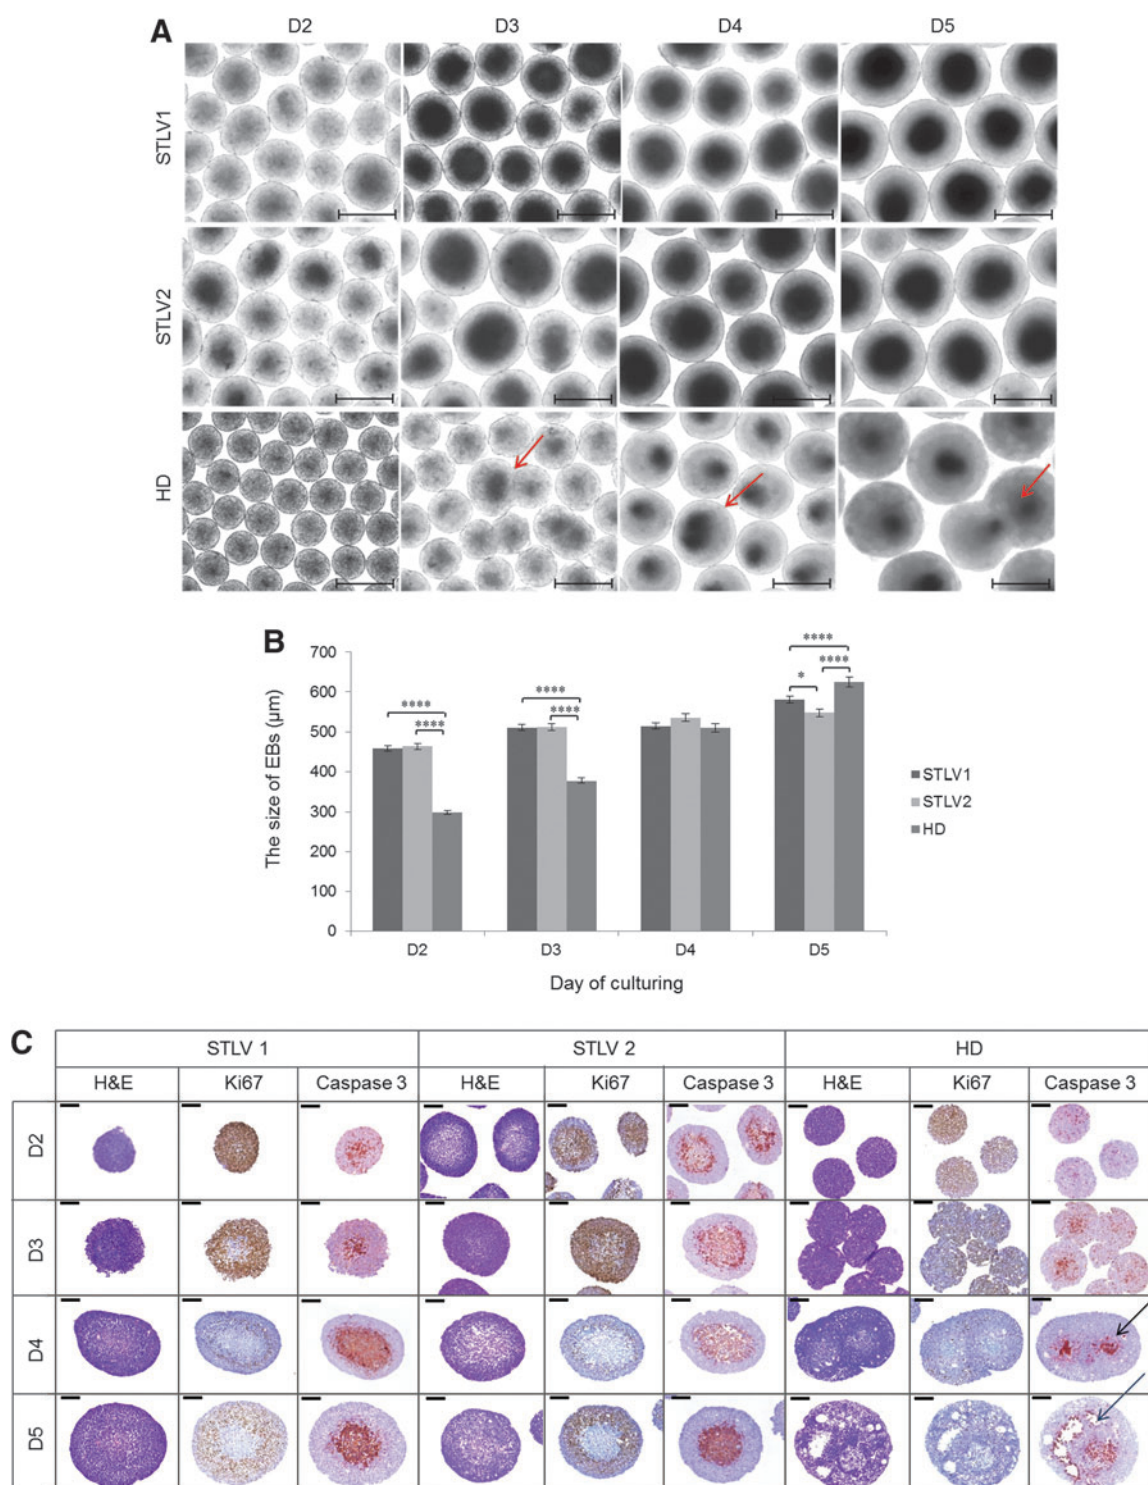 A
D2 D3 D4 D5
STLV1
STLV2
HD
B
700
600
500
400
300
200
100
0
The size of EBs (µm)
**** ****
**** ****
**** * ****
D2 D3 D4 D5
Day of culturing
STLV1
STLV2
HD
C
STLV 1 STLV 2 HD
H&E Ki67 Caspase 3 H&E Ki67 Caspase 3 H&E Ki67 Caspase 3
D2
D3
D4
D5